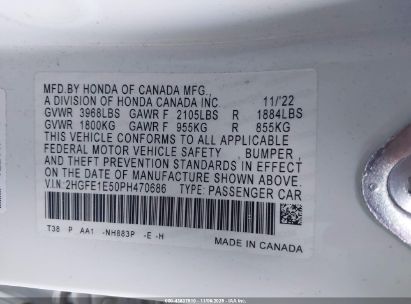 MFD.BY HONDA OF CANADA MFG.,
A DIVISION OF HONDA CANADA INC. 11/'22
GVWR 3968LBS GAWR F 2105LBS R 1884LBS
GVWR 1800KG GAWR F 955KG R 855KG
THIS VEHICLE CONFORMS TO ALL APPLICABLE
FEDERAL MOTOR VEHICLE SAFETY , BUMPER
AND THEFT PREVENTION STANDARDS IN EFFECT
ON THE DATE OF MANUFACTURE SHOWN ABOVE.
V.I.N: 2HGFE1E50PH470686 TYPE: PASSENGER CAR
T38 P AA1 -NH883P -E -H
MADE IN CANADA